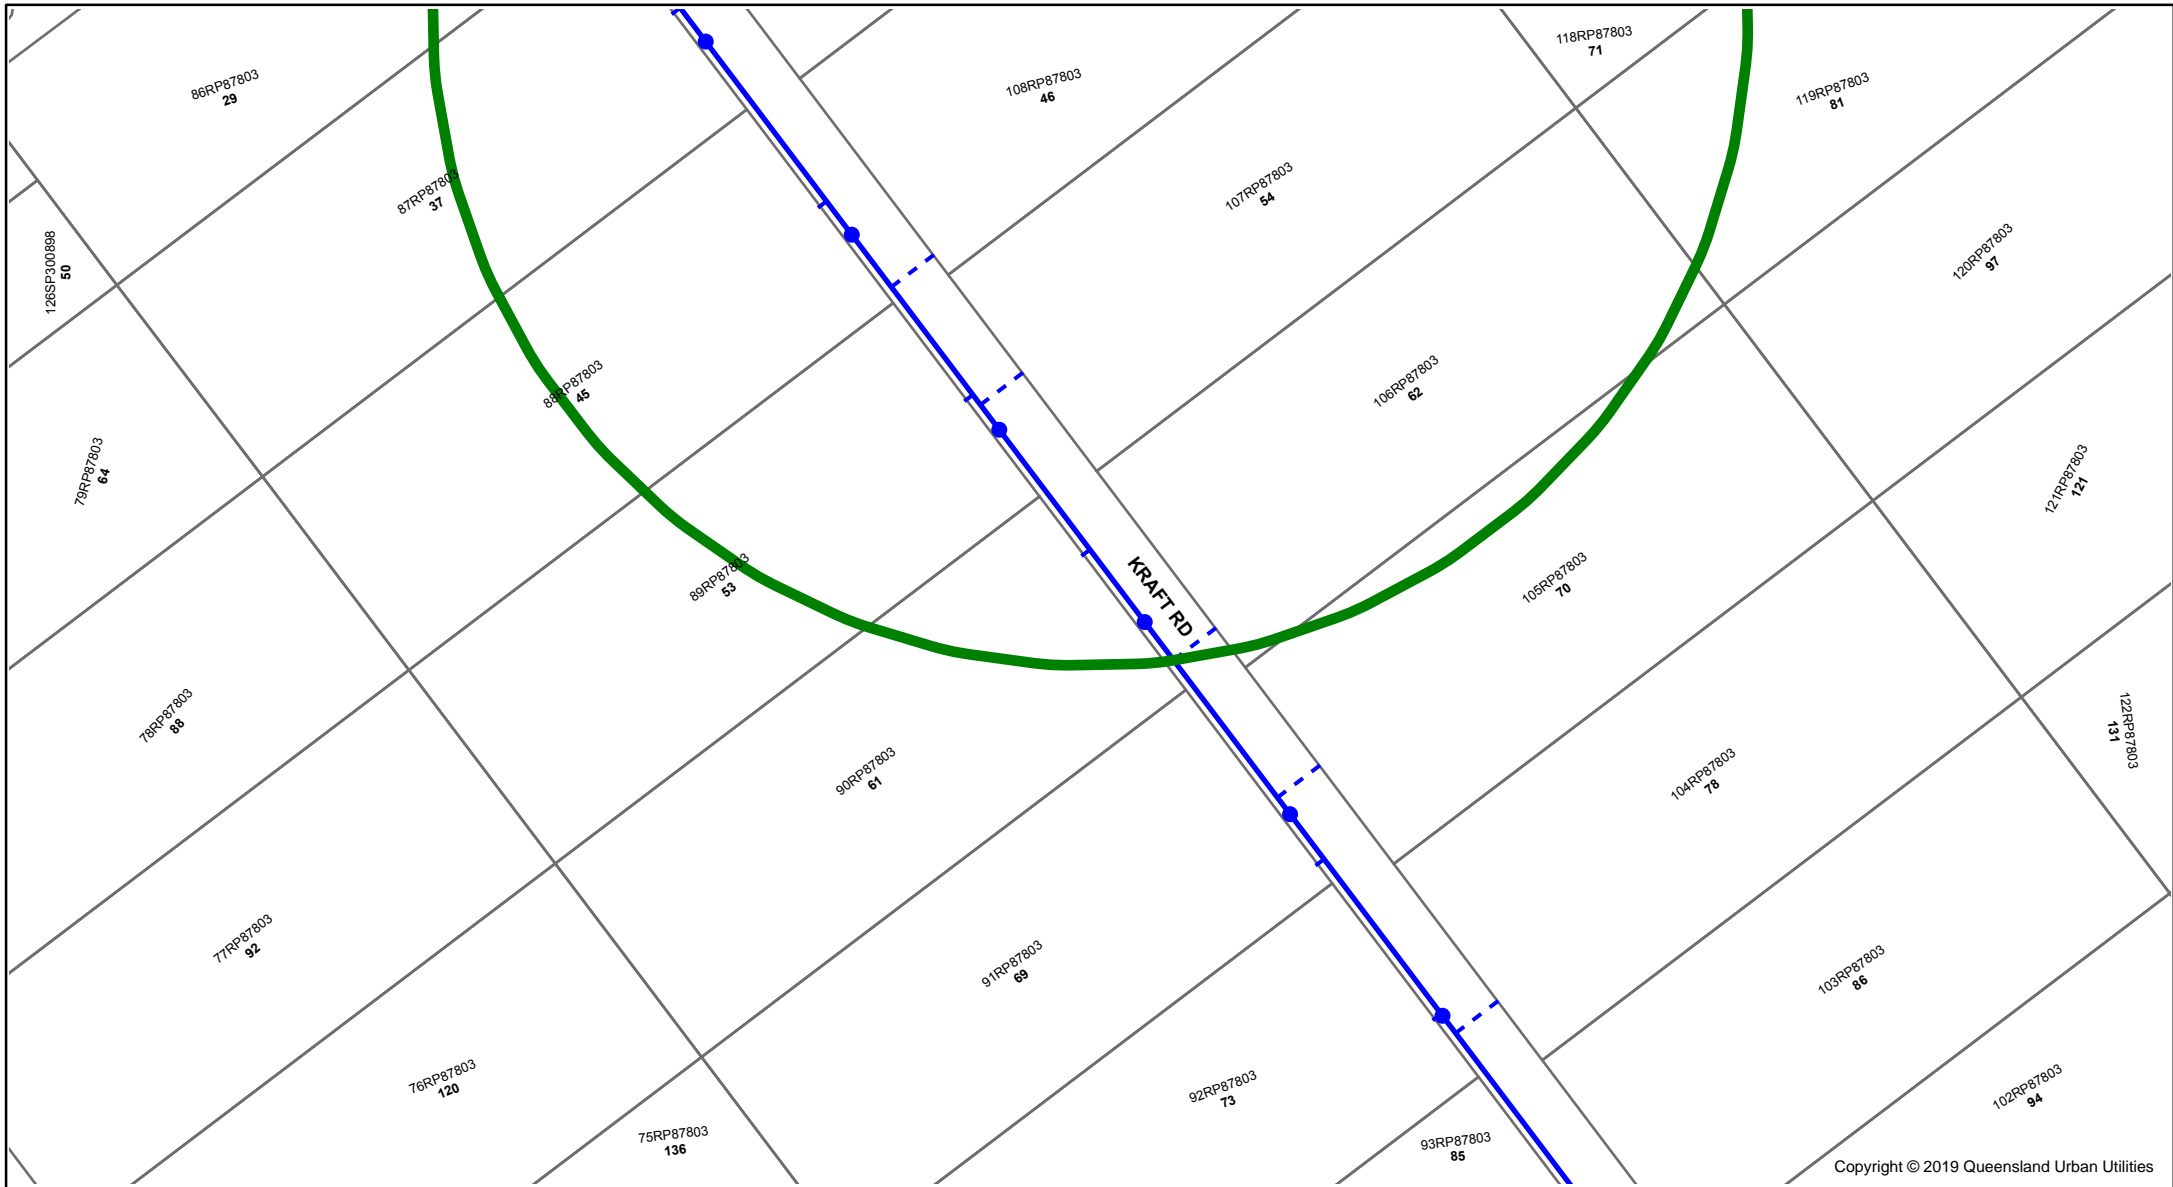 118RP87803
71
86RP87803
29
108RP87803
46
119RP87803
81
87RP87803
37
107RP87803
54
126SP300898
50
120RP87803
97
88RP87803
45
106RP87803
62
79RP87803
64
121RP87803
121
KRAFT RD
89RP87803
53
105RP87803
70
78RP87803
88
122RP87803
131
90RP87803
61
104RP87803
78
77RP87803
92
91RP87803
69
103RP87803
86
76RP87803
120
92RP87803
73
102RP87803
94
75RP87803
136
93RP87803
85
Copyright © 2019 Queensland Urban Utilities